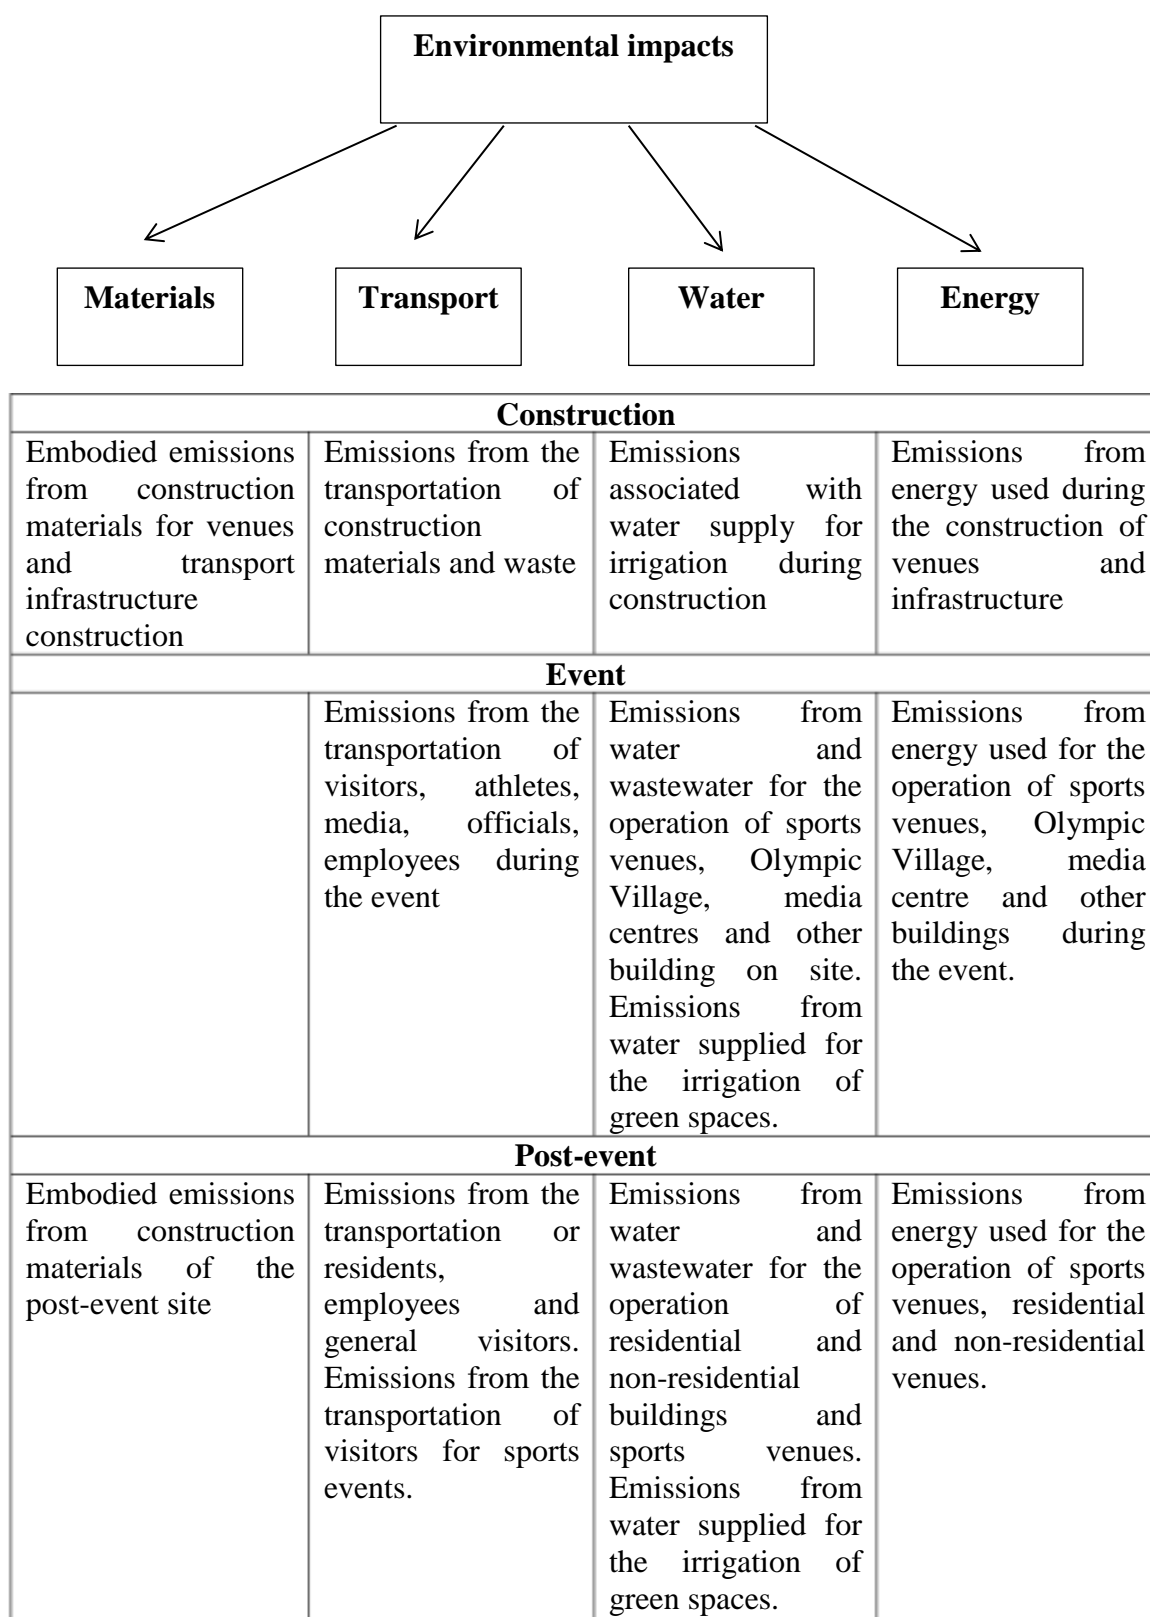 Environmental impacts
Materials
Transport
Water
Energy
Construction
Embodied emissions
from construction
materials for venues
and transport
infrastructure
construction
Emissions from the
transportation of
construction
materials and waste
Emissions
associated with
water supply for
irrigation during
construction
Emissions from
energy used during
the construction of
venues and
infrastructure
Event
Emissions from the
transportation of
visitors, athletes,
media, officials,
employees during
the event
Emissions from
water and
wastewater for the
operation of sports
venues, Olympic
Village, media
centres and other
building on site.
Emissions from
water supplied for
the irrigation of
green spaces.
Emissions from
energy used for the
operation of sports
venues, Olympic
Village, media
centre and other
buildings during
the event.
Post-event
Embodied emissions
from construction
materials of the
post-event site
Emissions from the
transportation or
residents,
employees and
general visitors.
Emissions from the
transportation of
visitors for sports
events.
Emissions from
water and
wastewater for the
operation of
residential and
non-residential
buildings and
sports venues.
Emissions from
water supplied for
the irrigation of
green spaces.
Emissions from
energy used for the
operation of sports
venues, residential
and non-residential
venues.